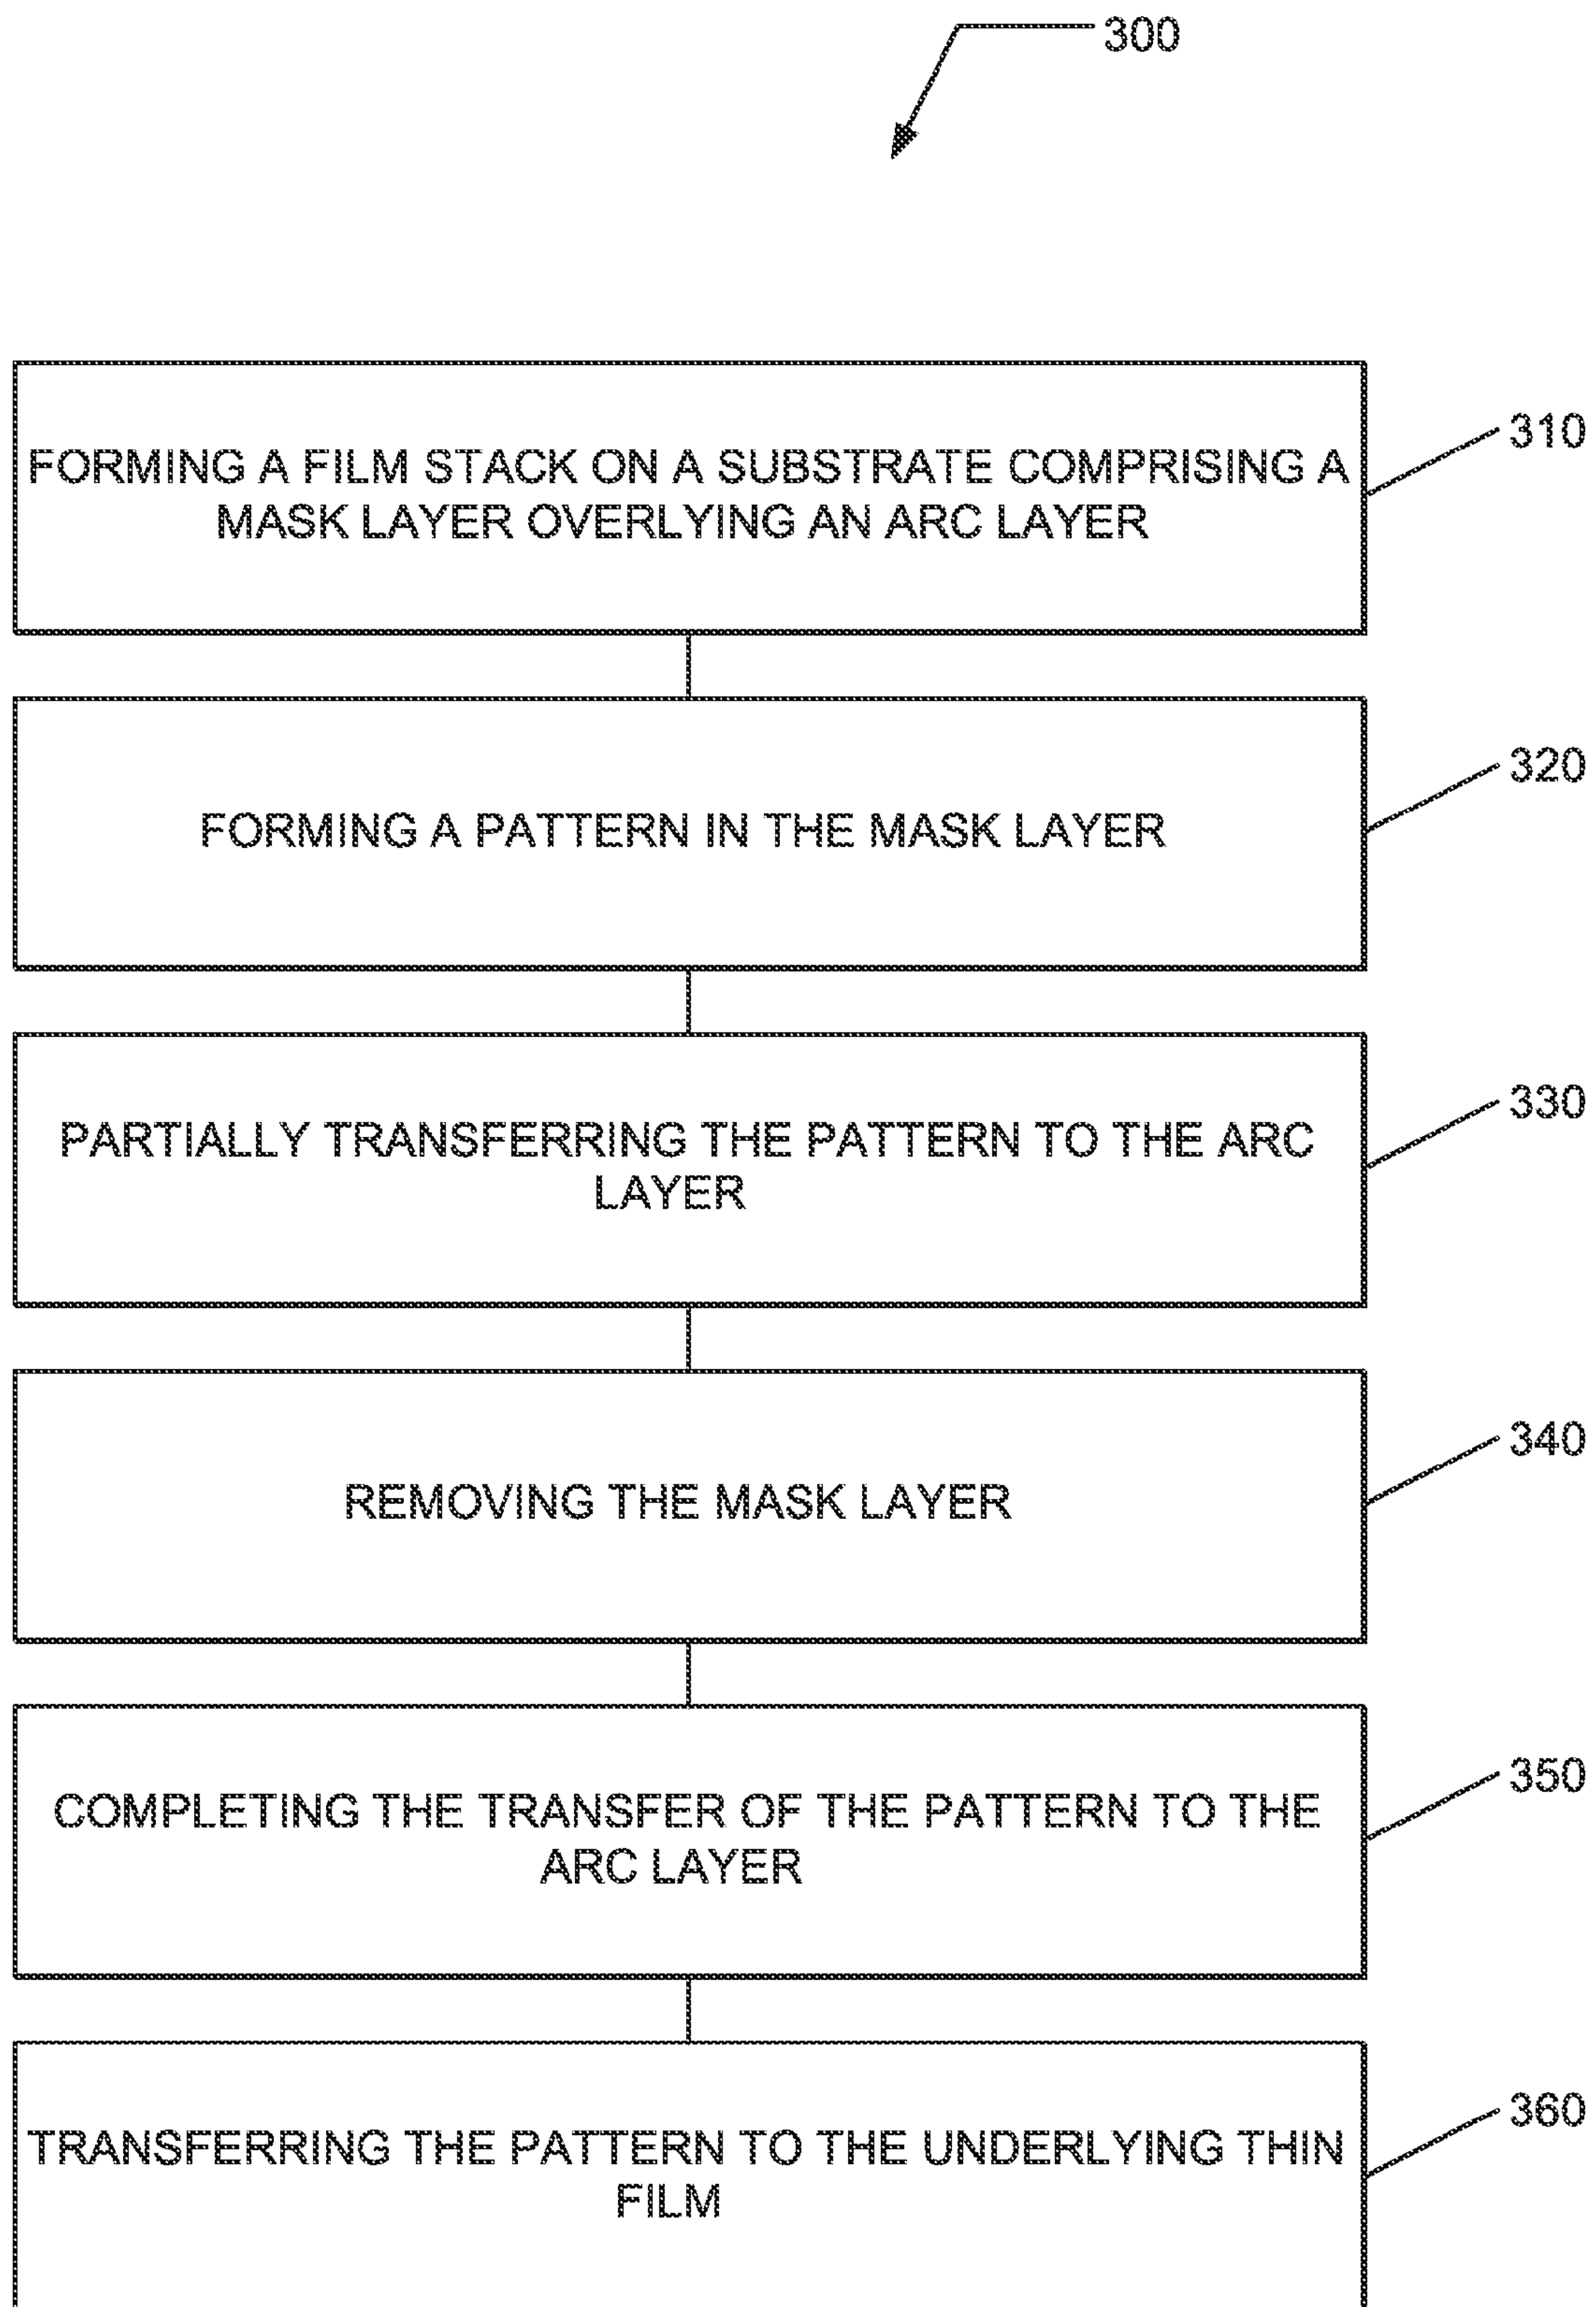 300
FORMING A FILM STACK ON A SUBSTRATE COMPRISING A
MASK LAYER OVERLYING AN ARC LAYER
310
FORMING A PATTERN IN THE MASK LAYER
320
PARTIALLY TRANSFERRING THE PATTERN TO THE ARC
LAYER
330
REMOVING THE MASK LAYER
340
COMPLETING THE TRANSFER OF THE PATTERN TO THE
ARC LAYER
350
TRANSFERRING THE PATTERN TO THE UNDERLYING THIN
FILM
360